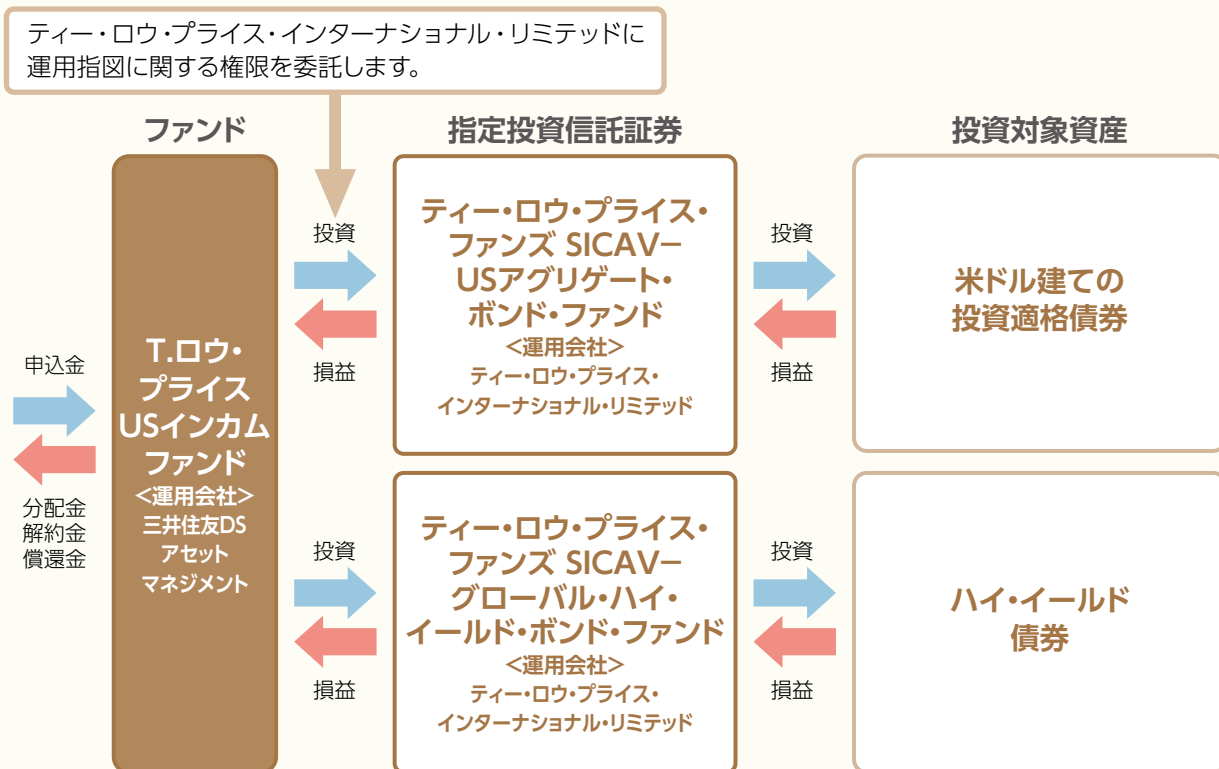 ティー・ロウ・プライス・インターナショナル・リミテッドに
運用指図に関する権限を委託します。
ファンド
指定投資信託証券
投資対象資産
申込金
分配金
解約金
償還金
T.ロウ・
プライス
USインカム
ファンド
<運用会社>
三井住友DS
アセット
マネジメント
投資
損益
ティー・ロウ・プライス・
ファンズ SICAV−
USアグリゲート・
ボンド・ファンド
<運用会社>
ティー・ロウ・プライス・
インターナショナル・リミテッド
投資
損益
米ドル建ての
投資適格債券
投資
損益
ティー・ロウ・プライス・
ファンズ SICAV−
グローバル・ハイ・
イールド・ボンド・ファンド
<運用会社>
ティー・ロウ・プライス・
インターナショナル・リミテッド
投資
損益
ハイ・イールド
債券